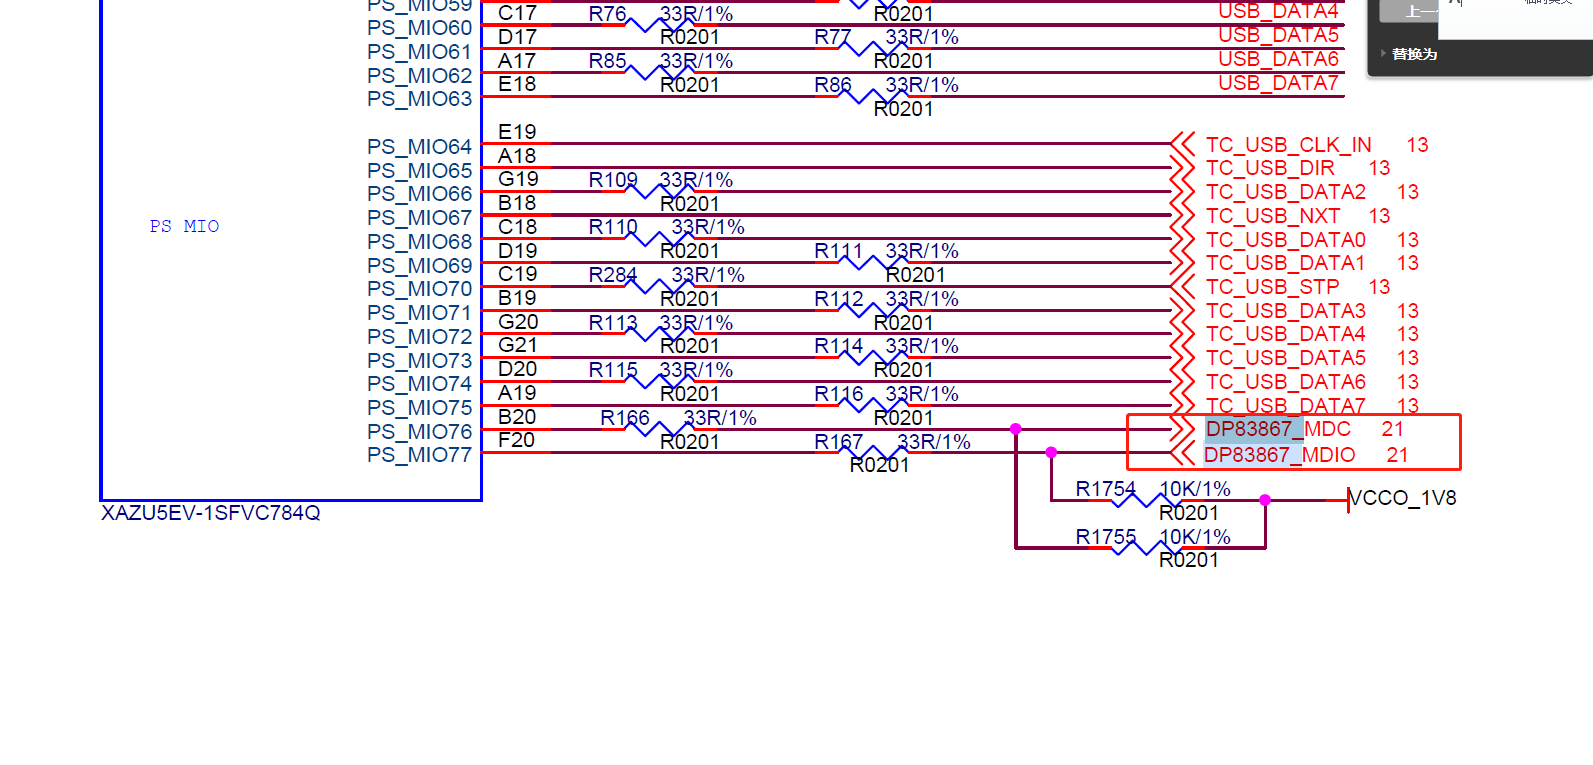 PS_MIO59 C17 R76 33R/1% R0201 USB_DATA4
PS_MIO60 D17 R0201 R77 33R/1% USB_DATA5
PS_MIO61 A17 R85 33R/1% R0201 USB_DATA6
PS_MIO62 E18 R0201 R86 33R/1% USB_DATA7
PS_MIO63 R0201
上一
替换为
E19
PS_MIO64 A18 TC_USB_CLK_IN 13
PS_MIO65 G19 R109 33R/1% TC_USB_DIR 13
PS_MIO66 B18 R0201 TC_USB_DATA2 13
PS_MIO67 C18 R110 33R/1% TC_USB_NXT 13
PS_MIO68 D19 R0201 R111 33R/1% TC_USB_DATA0 13
PS_MIO69 C19 R284 33R/1% R0201 TC_USB_DATA1 13
PS_MIO70 B19 R0201 R112 33R/1% TC_USB_STP 13
PS_MIO71 G20 R113 33R/1% R0201 TC_USB_DATA3 13
PS_MIO72 G21 R0201 R114 33R/1% TC_USB_DATA4 13
PS_MIO73 D20 R115 33R/1% R0201 TC_USB_DATA5 13
PS_MIO74 A19 R0201 R116 33R/1% TC_USB_DATA6 13
PS_MIO75 B20 R166 33R/1% R0201 TC_USB_DATA7 13
PS_MIO76 F20 R0201 R167 33R/1% DP83867_MDC 21
PS_MIO77 R0201 DP83867_MDIO 21
PS MIO
R1754 10K/1% VCCO_1V8
XAZU5EV-1SFVC784Q R0201
R1755 10K/1%
R0201